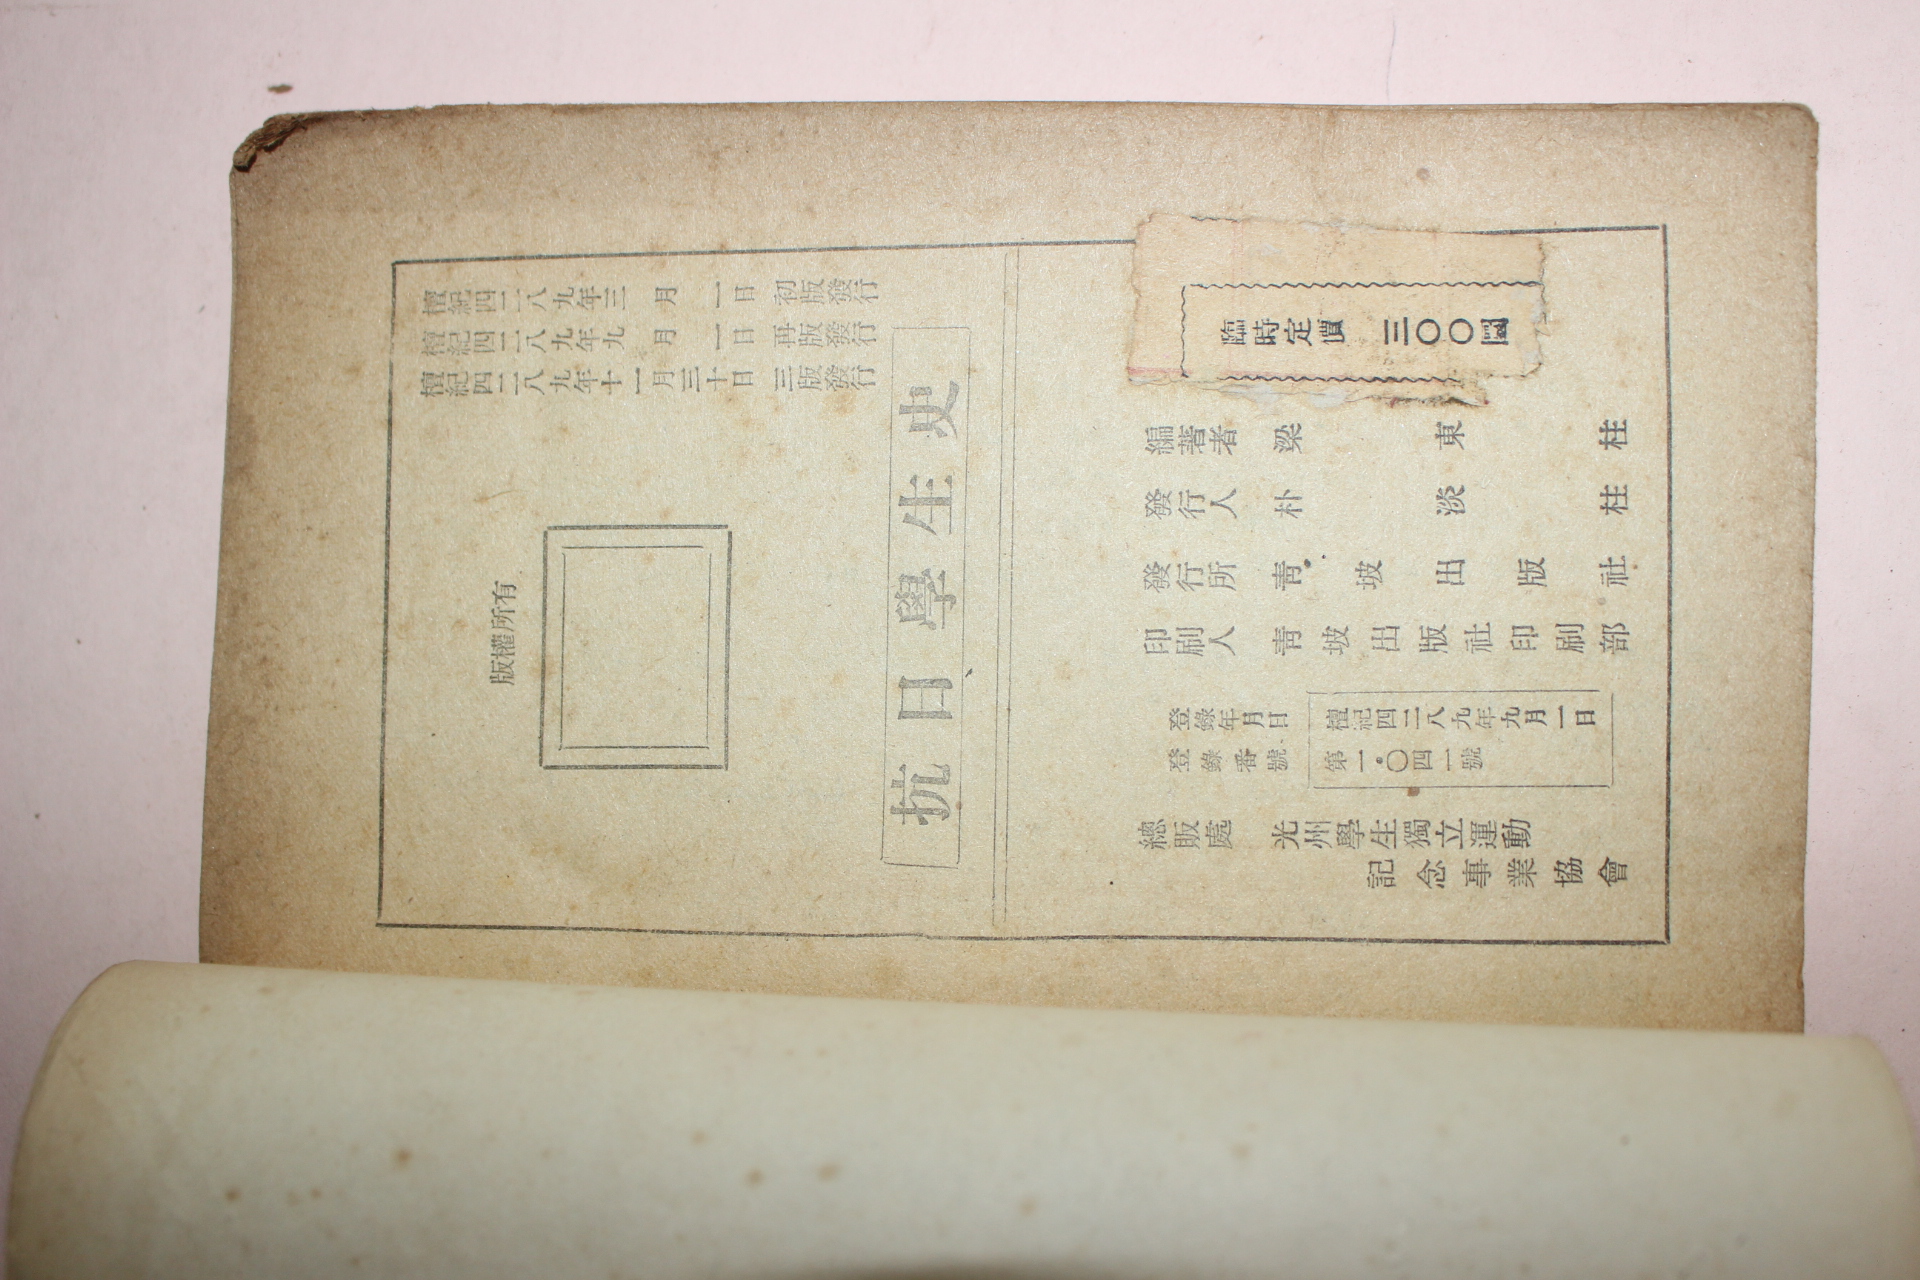 檀紀四二八九年三月一日 初版發行
檀紀四二八九年九月一日 再版發行
檀紀四二八九年十一月三十日 三版發行
版權所有
抗日學生史
臨時定價 三〇〇圜
編著者 梁東柱
發行人 朴淡柱
發行所 靑坡出版社
印刷人 靑坡出版社印刷部
登錄年月日 檀紀四二八九年九月一日
登錄番號 第一・〇四一號
總販處 光州學生獨立運動
記念事業協會